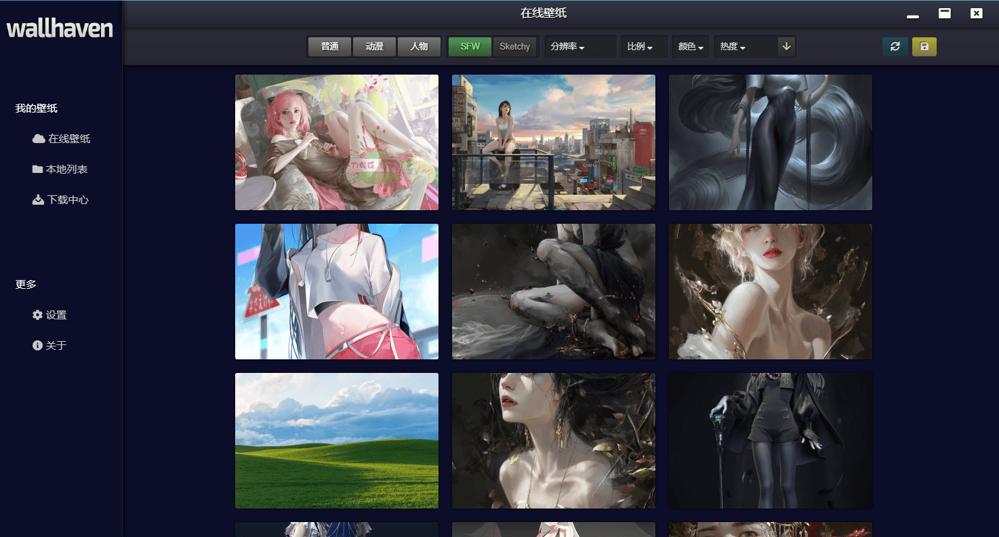 wallhaven
在线壁纸
普通 动漫 人物 SFW Sketchy 分辨率 比例 颜色 热度
我的壁纸
在线壁纸
本地列表
下载中心
更多
设置
关于